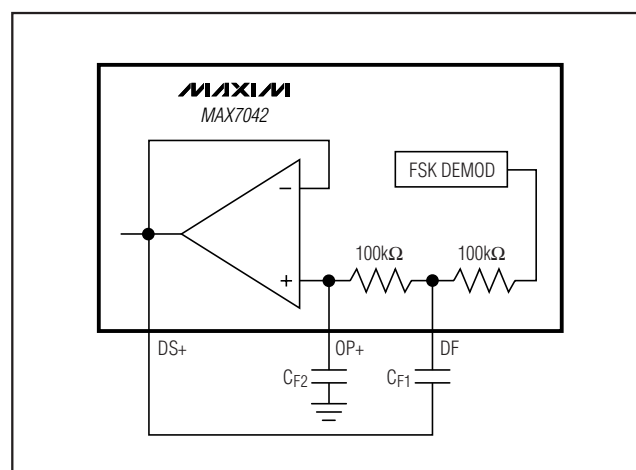 MAXIM
MAX7042
FSK DEMOD
−
100kΩ 100kΩ
+
DS+ OP+ DF
CF2 CF1